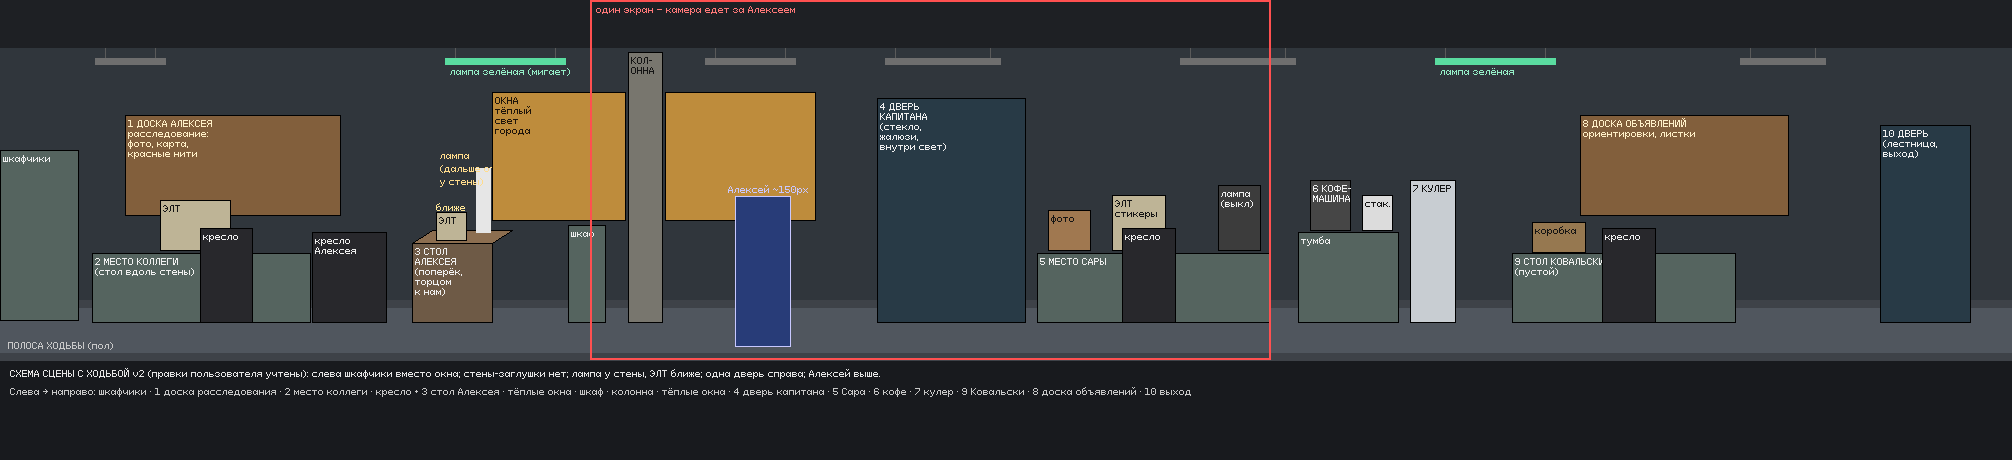 один экран — камера едет за Алексеем
КОЛ-
ОННА
лампа зелёная (мигает)
лампа зелёная
ОКНА
тёплый
свет
города
4 ДВЕРЬ
КАПИТАНА
(стекло,
жалюзи,
внутри свет)
1 ДОСКА АЛЕКСЕЯ
расследование:
фото, карта,
красные нити
8 ДОСКА ОБЪЯВЛЕНИЙ
ориентировки, листки
10 ДВЕРЬ
(лестница,
выход)
шкафчики
лампа
(дальше,
у стены)
Алексей ~150px
6 КОФЕ-
МАШИНА
7 КУЛЕР
лампа
(выкл)
стак.
ЭЛТ
ближе
ЭЛТ
ЭЛТ
стикеры
фото
кресло
кресло
Алексея
шкаф
кресло
коробка
кресло
тумба
3 СТОЛ
АЛЕКСЕЯ
(поперёк,
торцом
к нам)
2 МЕСТО КОЛЛЕГИ
(стол вдоль стены)
5 МЕСТО САРЫ
9 СТОЛ КОВАЛЬСКИ
(пустой)
ПОЛОСА ХОДЬБЫ (пол)
СХЕМА СЦЕНЫ С ХОДЬБОЙ v2 (правки пользователя учтены): слева шкафчики вместо окна; стены-заглушки нет; лампа у стены, ЭЛТ ближе; одна дверь справа; Алексей выше.
Слева → направо: шкафчики · 1 доска расследования · 2 место коллеги · кресло + 3 стол Алексея · тёплые окна · шкаф · колонна · тёплые окна · 4 дверь капитана · 5 Сара · 6 кофе · 7 кулер · 9 Ковальски · 8 доска объявлений · 10 выход